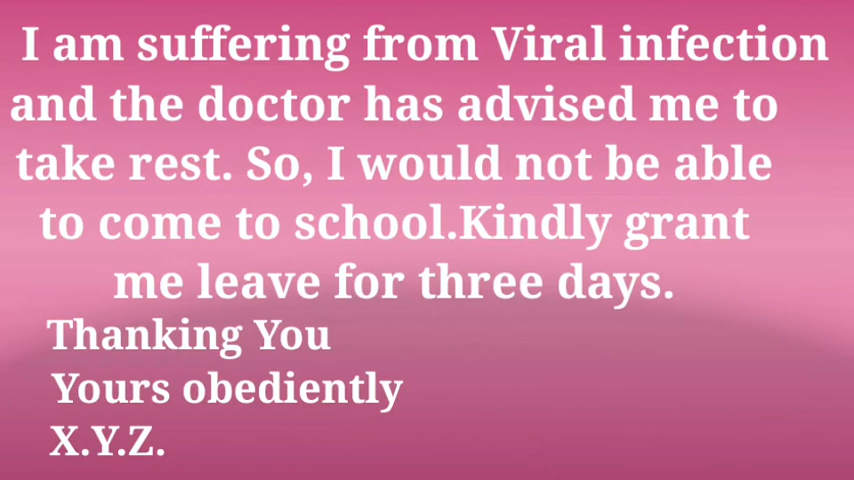 I am suffering from Viral infection
and the doctor has advised me to
take rest. So, I would not be able
to come to school.Kindly grant
me leave for three days.
Thanking You
Yours obediently
X.Y.Z.